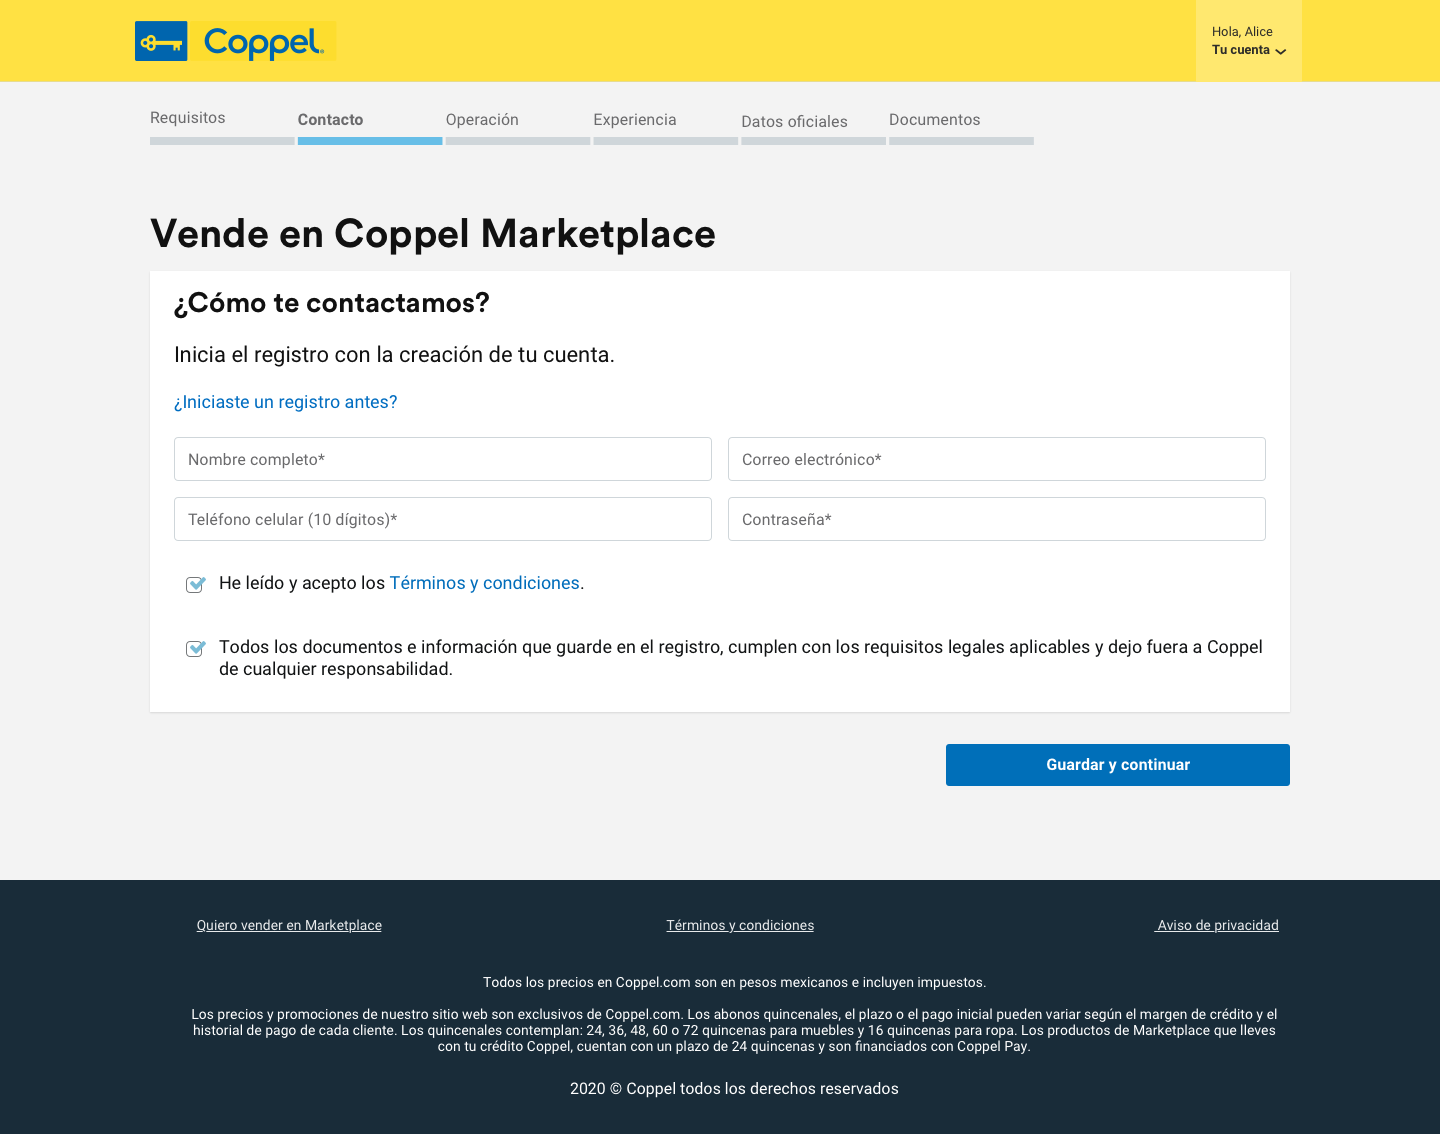 Coppel®
Hola, Alice
Tu cuenta
Requisitos
Contacto
Operación
Experiencia
Datos oficiales
Documentos
Vende en Coppel Marketplace
¿Cómo te contactamos?
Inicia el registro con la creación de tu cuenta.
¿Iniciaste un registro antes?
Nombre completo*
Correo electrónico*
Teléfono celular (10 dígitos)*
Contraseña*
He leído y acepto los Términos y condiciones.
Todos los documentos e información que guarde en el registro, cumplen con los requisitos legales aplicables y dejo fuera a Coppel
de cualquier responsabilidad.
Guardar y continuar
Quiero vender en Marketplace
Términos y condiciones
Aviso de privacidad
Todos los precios en Coppel.com son en pesos mexicanos e incluyen impuestos.
Los precios y promociones de nuestro sitio web son exclusivos de Coppel.com. Los abonos quincenales, el plazo o el pago inicial pueden variar según el margen de crédito y el
historial de pago de cada cliente. Los quincenales contemplan: 24, 36, 48, 60 o 72 quincenas para muebles y 16 quincenas para ropa. Los productos de Marketplace que lleves
con tu crédito Coppel, cuentan con un plazo de 24 quincenas y son financiados con Coppel Pay.
2020 © Coppel todos los derechos reservados